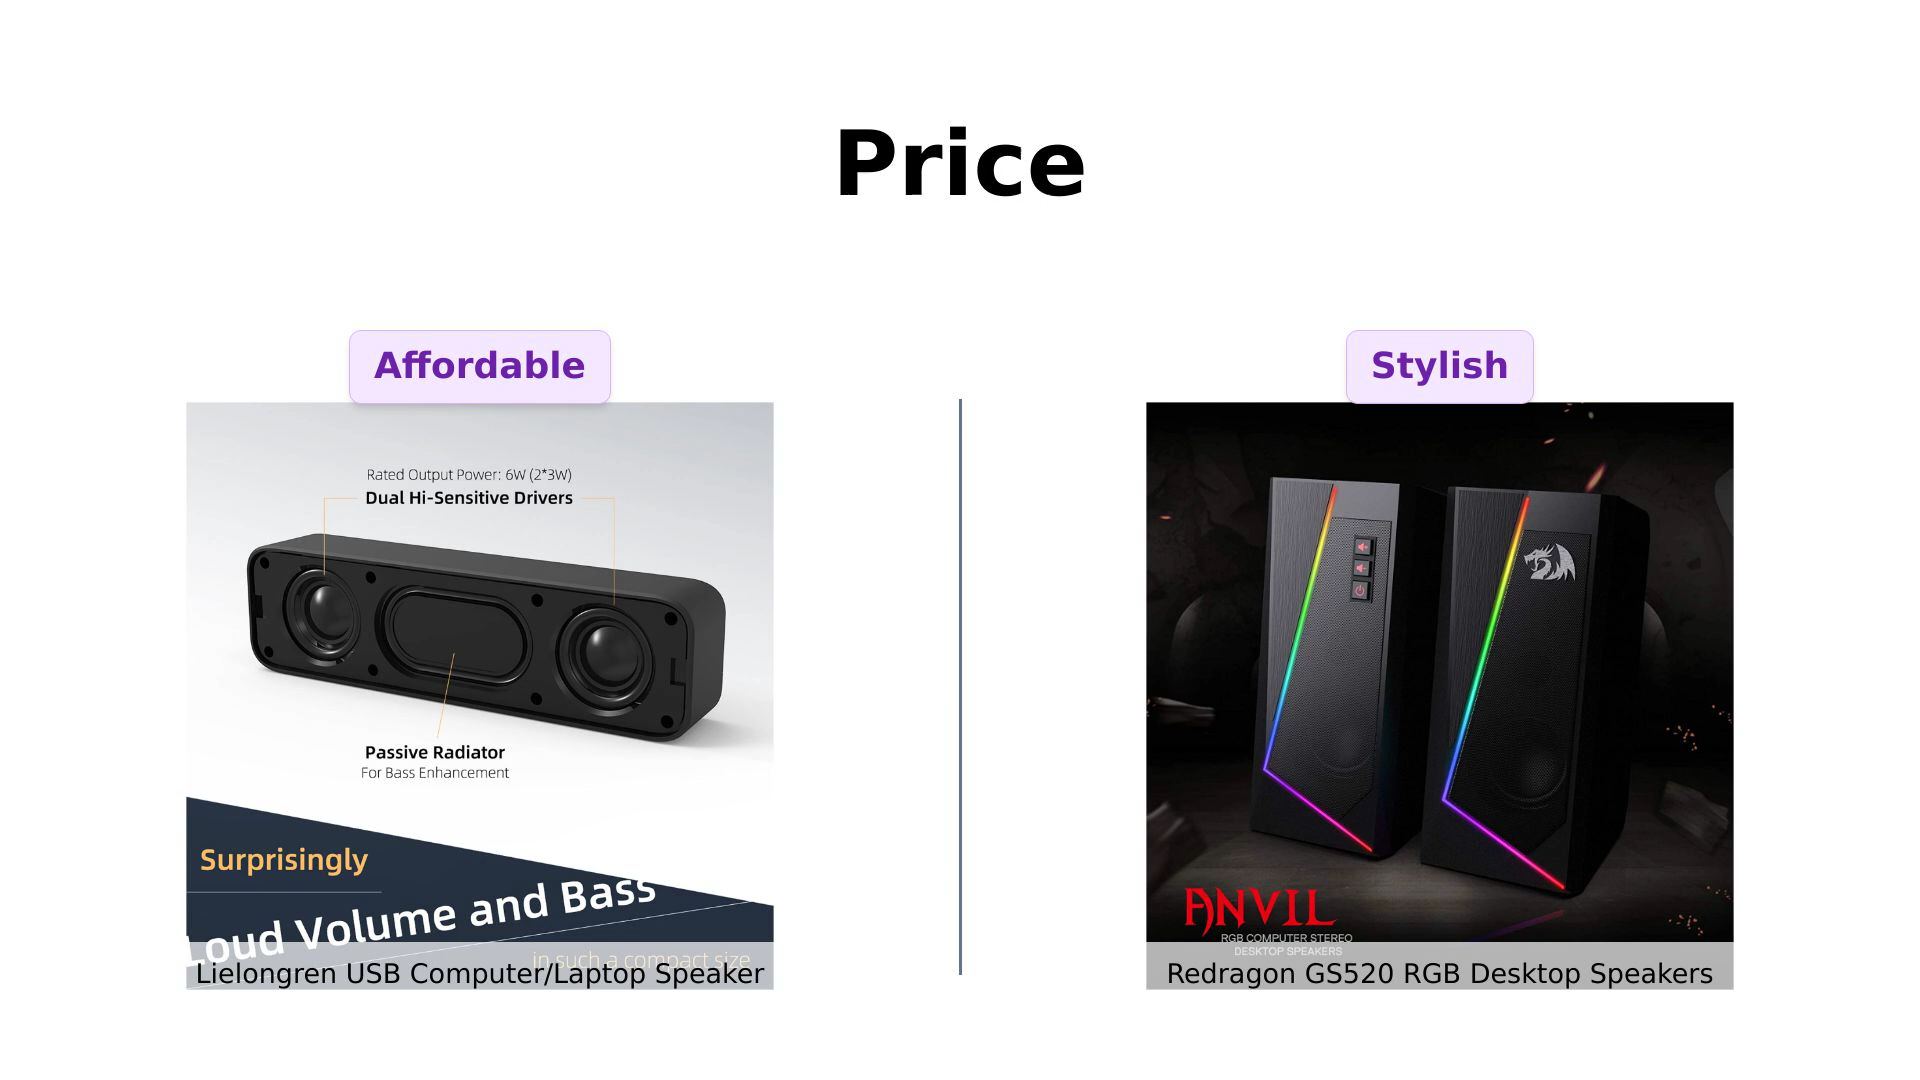 Price
Affordable
Rated Output Power: 6W (2*3W)
Dual Hi-Sensitive Drivers
Passive Radiator
For Bass Enhancement
Surprisingly
Loud Volume and Bass
in such a compact size
Lielongren USB Computer/Laptop Speaker
Stylish
ANVIL
RGB COMPUTER STEREO
DESKTOP SPEAKERS
Redragon GS520 RGB Desktop Speakers